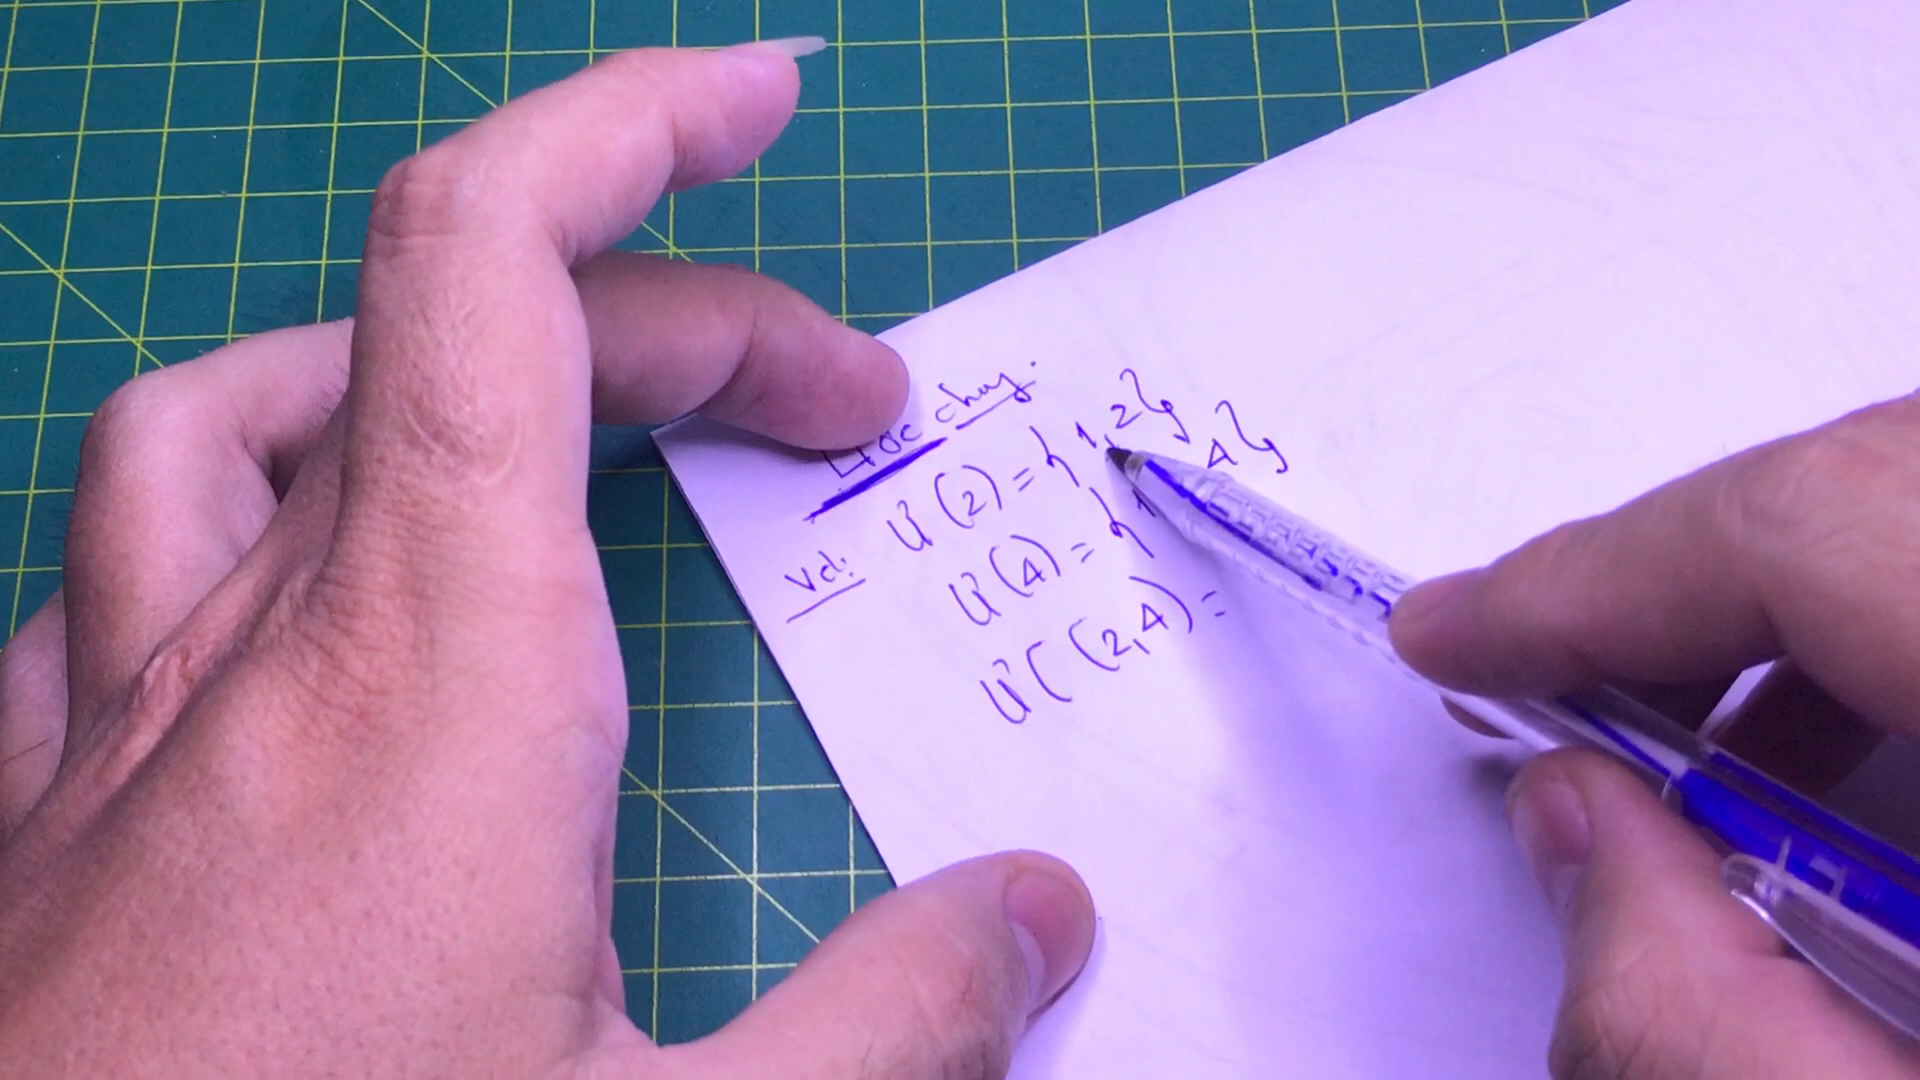 Ước chung.
Vd: Ư(2) = {1,2}
Ư(4) = {1 4}
ƯC(2,4) =